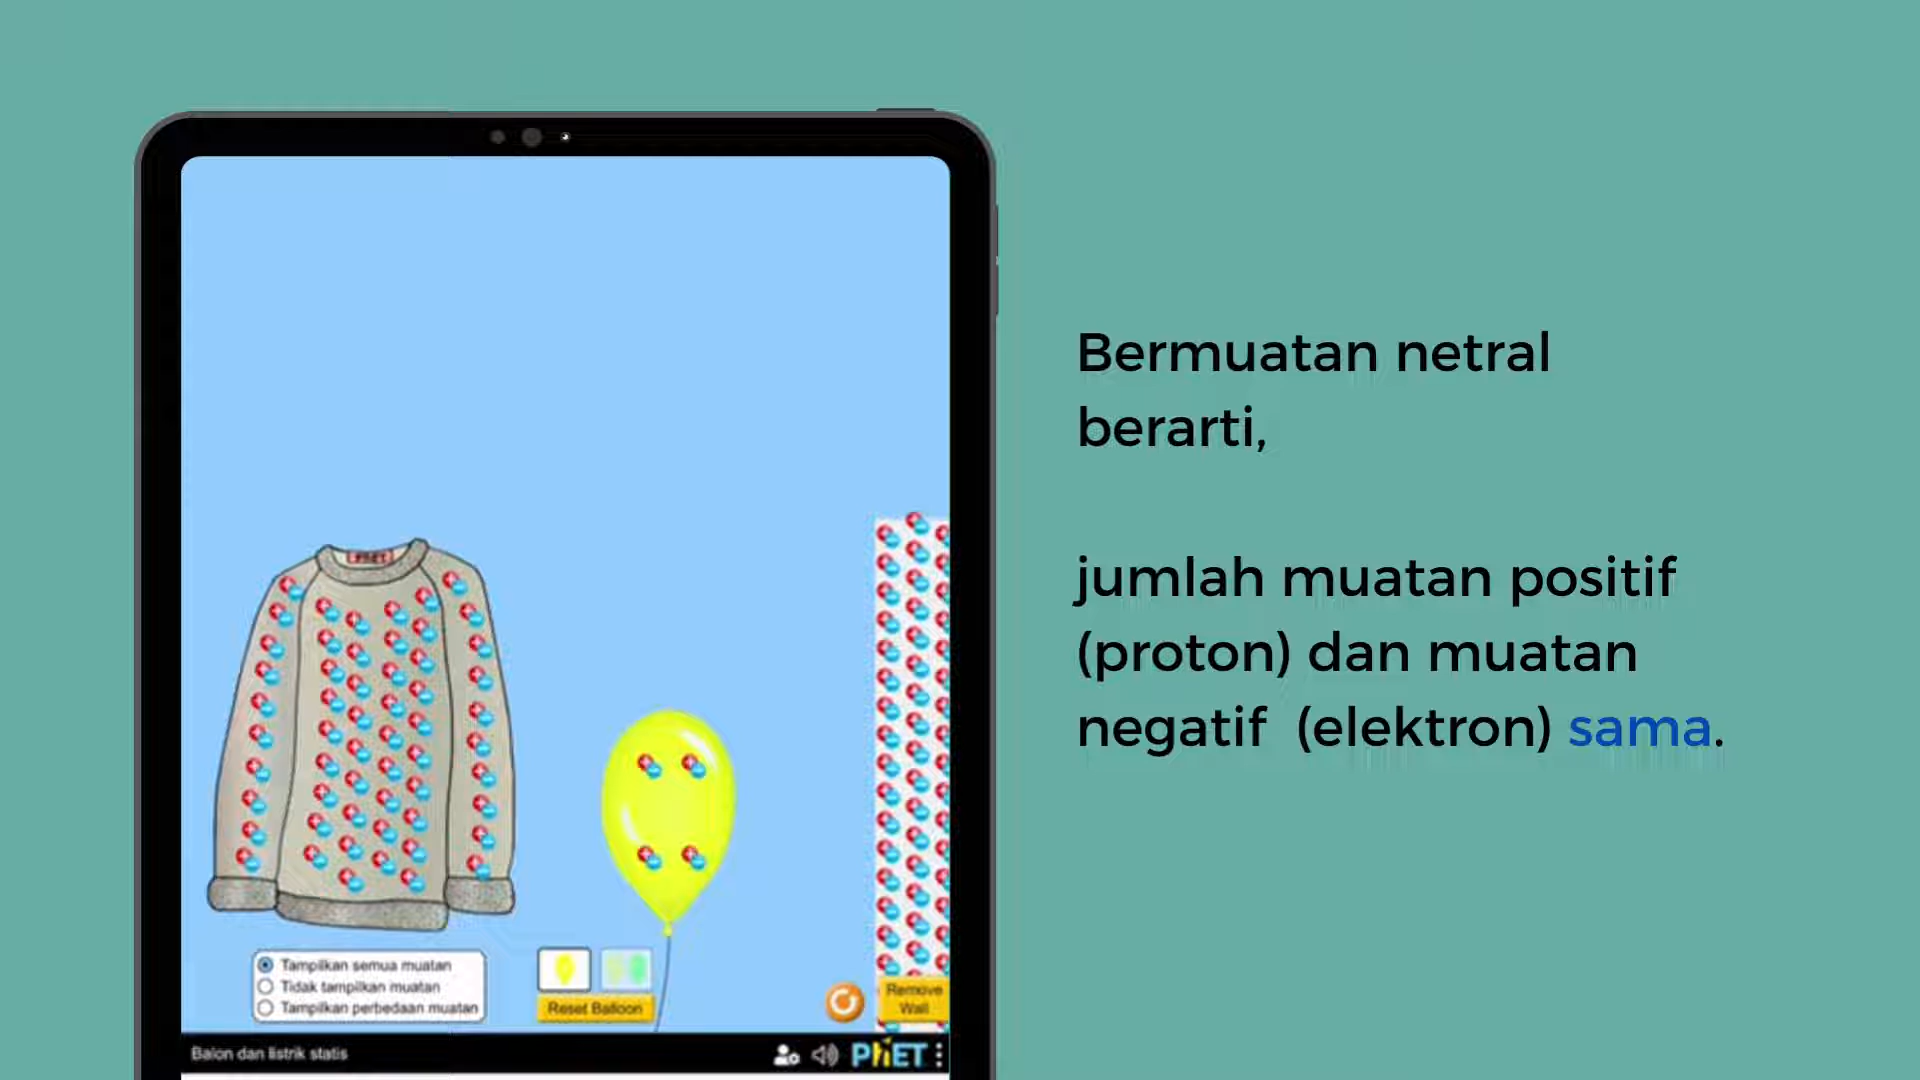 Bermuatan netral
berarti,
jumlah muatan positif
(proton) dan muatan
negatif (elektron) sama.
PhET
Tampilkan semua muatan
Tidak tampilkan muatan
Tampilkan perbedaan muatan
Reset Balloon
Remove
Wall
Balon dan listrik statis
PhET